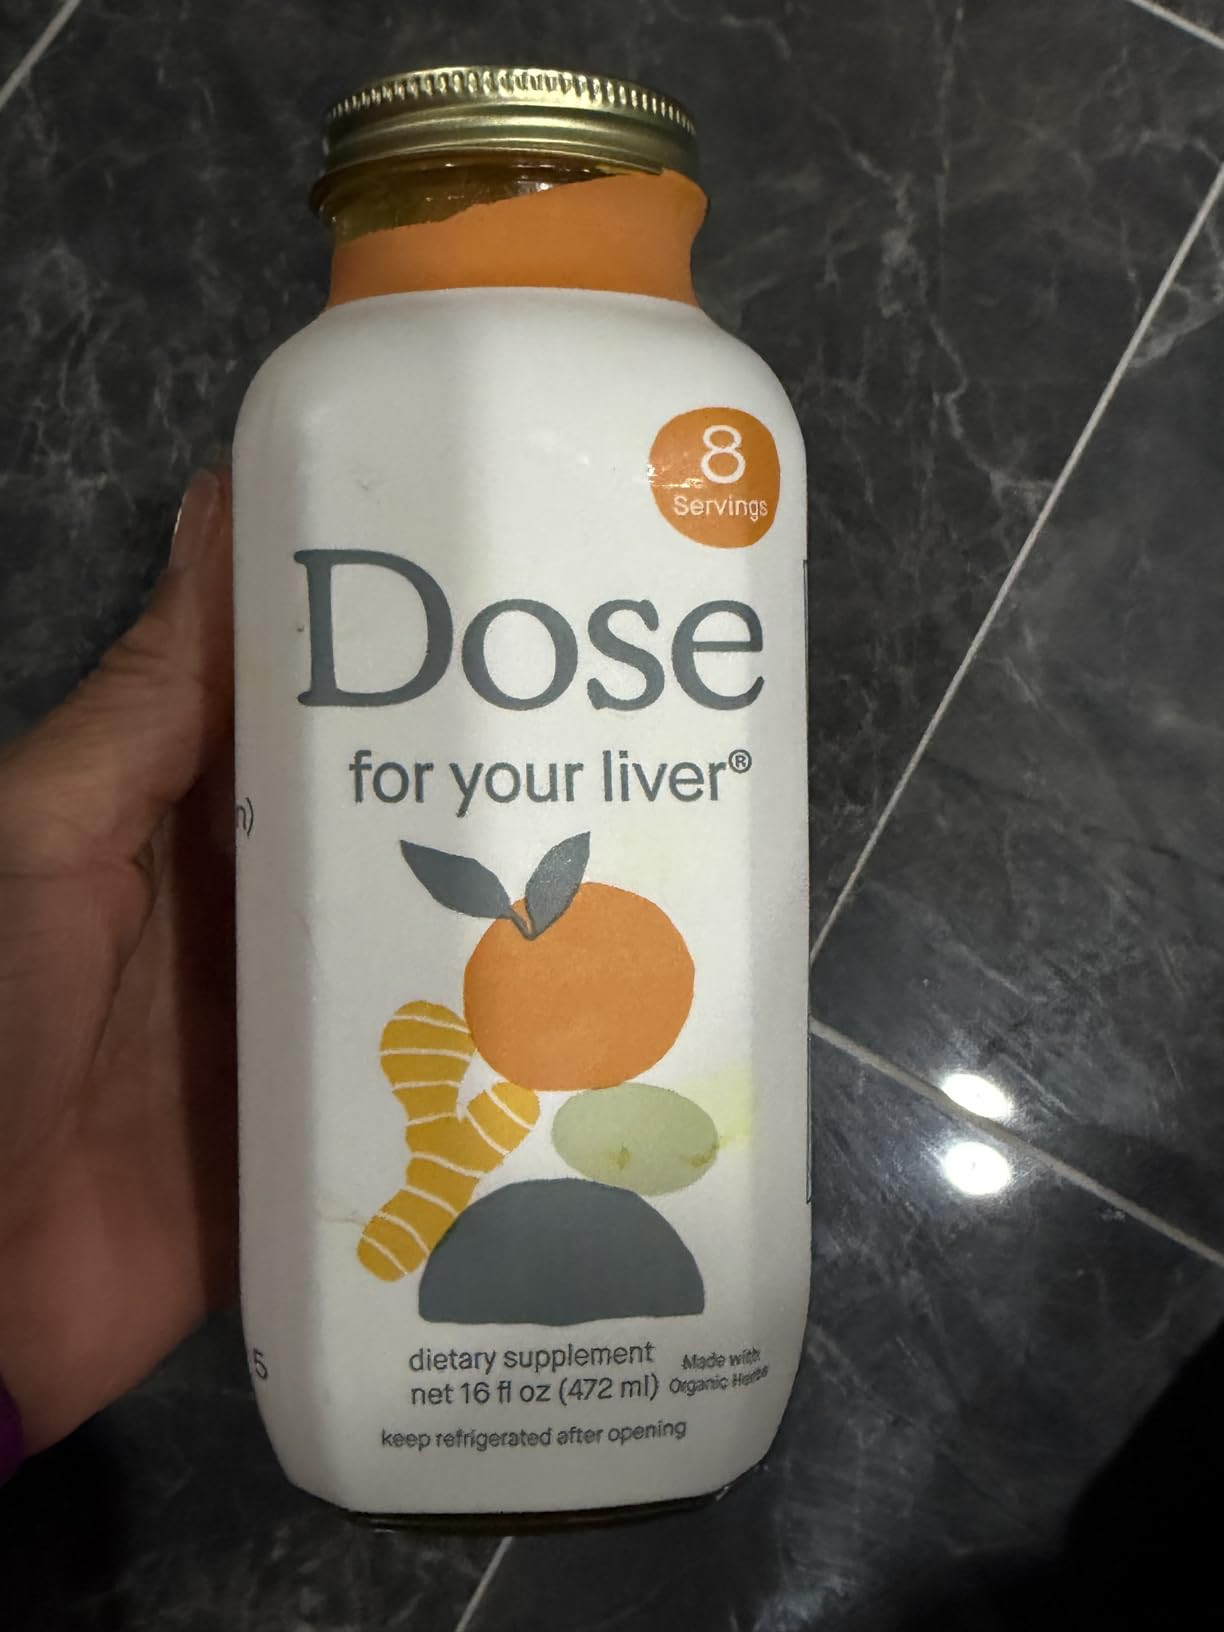 8
Servings
Dose
for your liver®
n)
5
dietary supplement
net 16 fl oz (472 ml)
Made with
Organic Herbs
keep refrigerated after opening